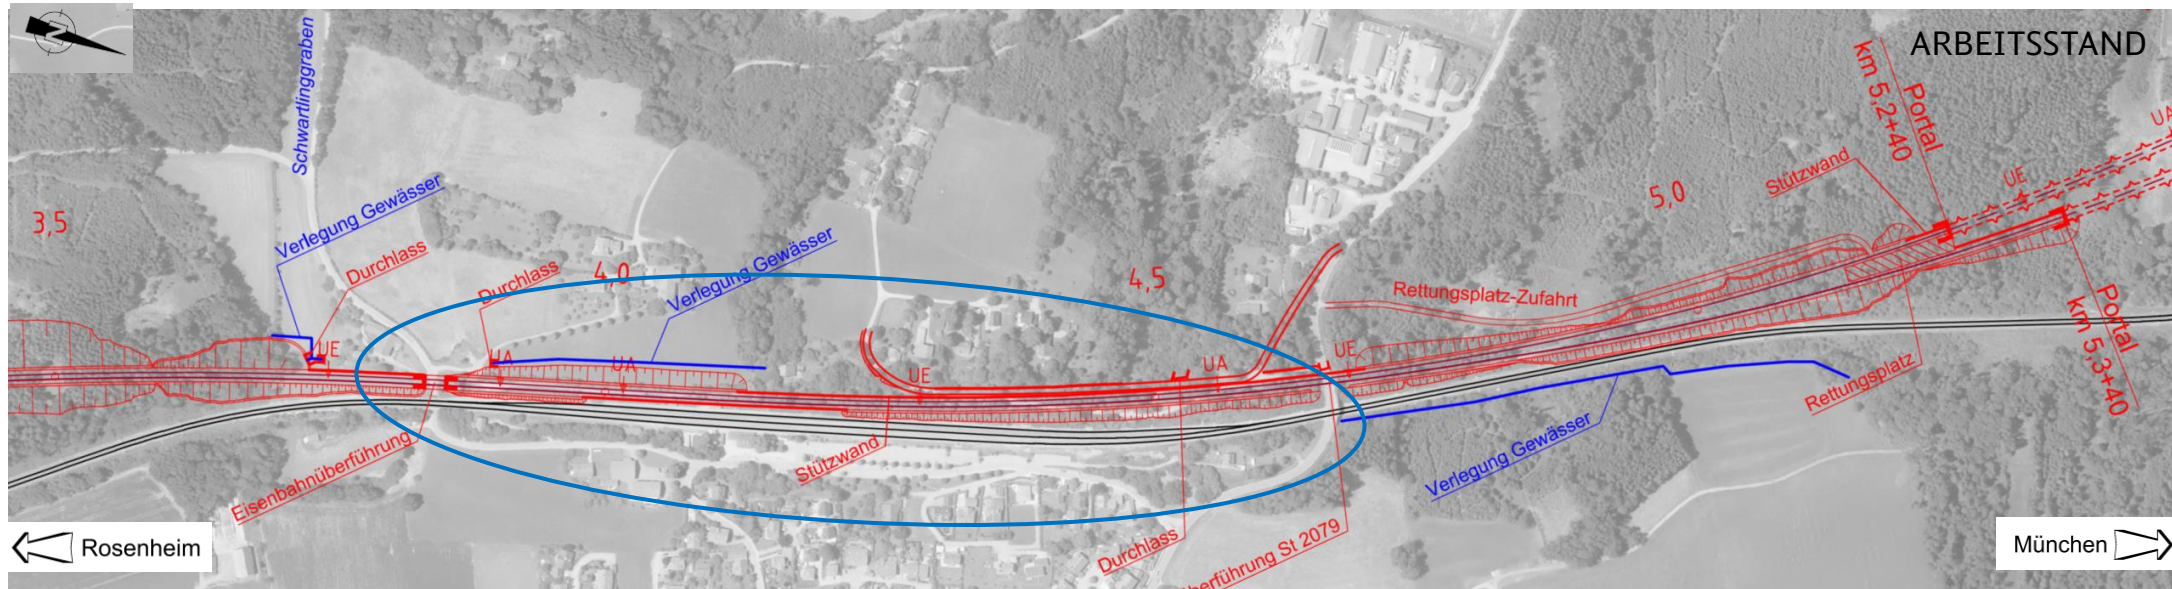 N
ARBEITSSTAND
Schwartlinggraben
Portal
km 5,2+40
UA
Stützwand
UE
5,0
3,5
Verlegung Gewässer
Durchlass
Durchlass
4,0
Verlegung Gewässer
4,5
Rettungsplatz-Zufahrt
Portal
km 5,3+40
UE
UA
UA
UE
UA
UE
Rettungsplatz
Eisenbahnüberführung
Stützwand
Verlegung Gewässer
Durchlass
berführung St 2079
Rosenheim
München